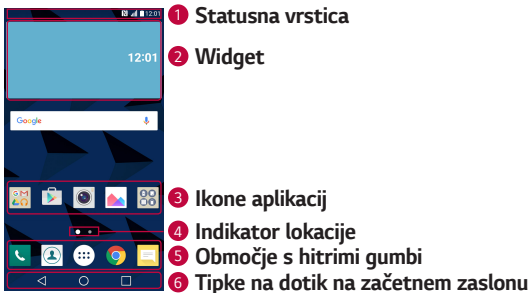 12:01
1 Statusna vrstica
12:01
2 Widget
Google
3 Ikone aplikacij
4 Indikator lokacije
5 Območje s hitrimi gumbi
6 Tipke na dotik na začetnem zaslonu